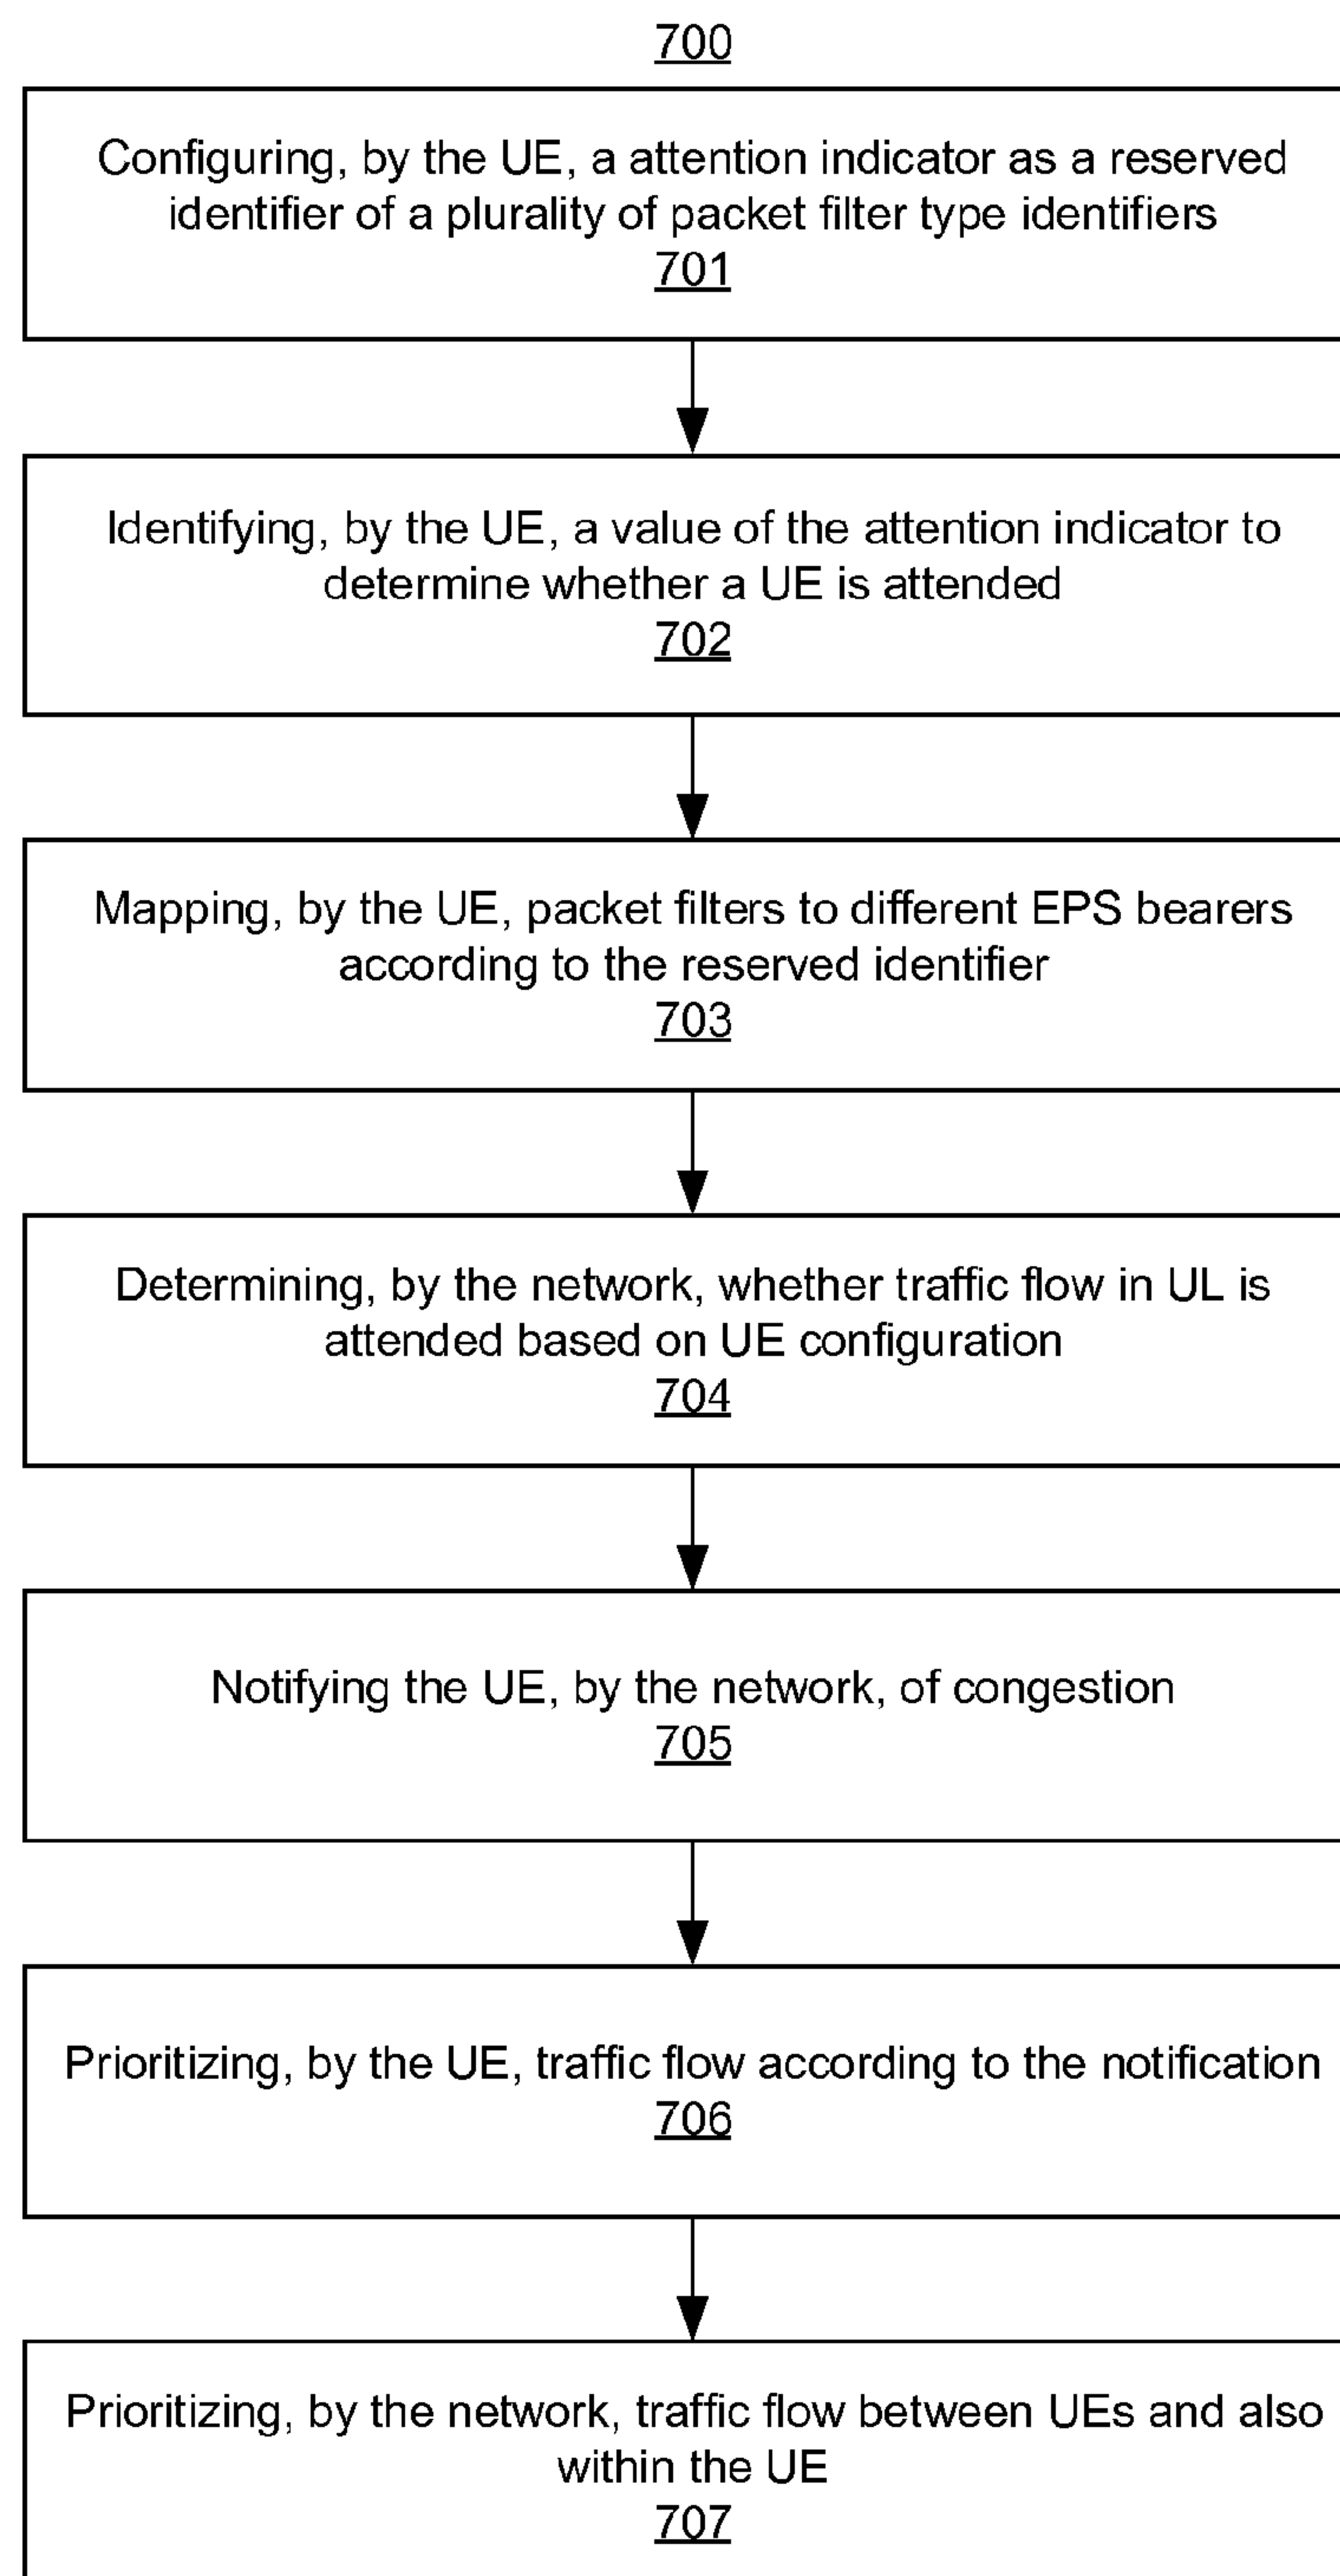 700
Configuring, by the UE, a attention indicator as a reserved
identifier of a plurality of packet filter type identifiers
701
Identifying, by the UE, a value of the attention indicator to
determine whether a UE is attended
702
Mapping, by the UE, packet filters to different EPS bearers
according to the reserved identifier
703
Determining, by the network, whether traffic flow in UL is
attended based on UE configuration
704
Notifying the UE, by the network, of congestion
705
Prioritizing, by the UE, traffic flow according to the notification
706
Prioritizing, by the network, traffic flow between UEs and also
within the UE
707